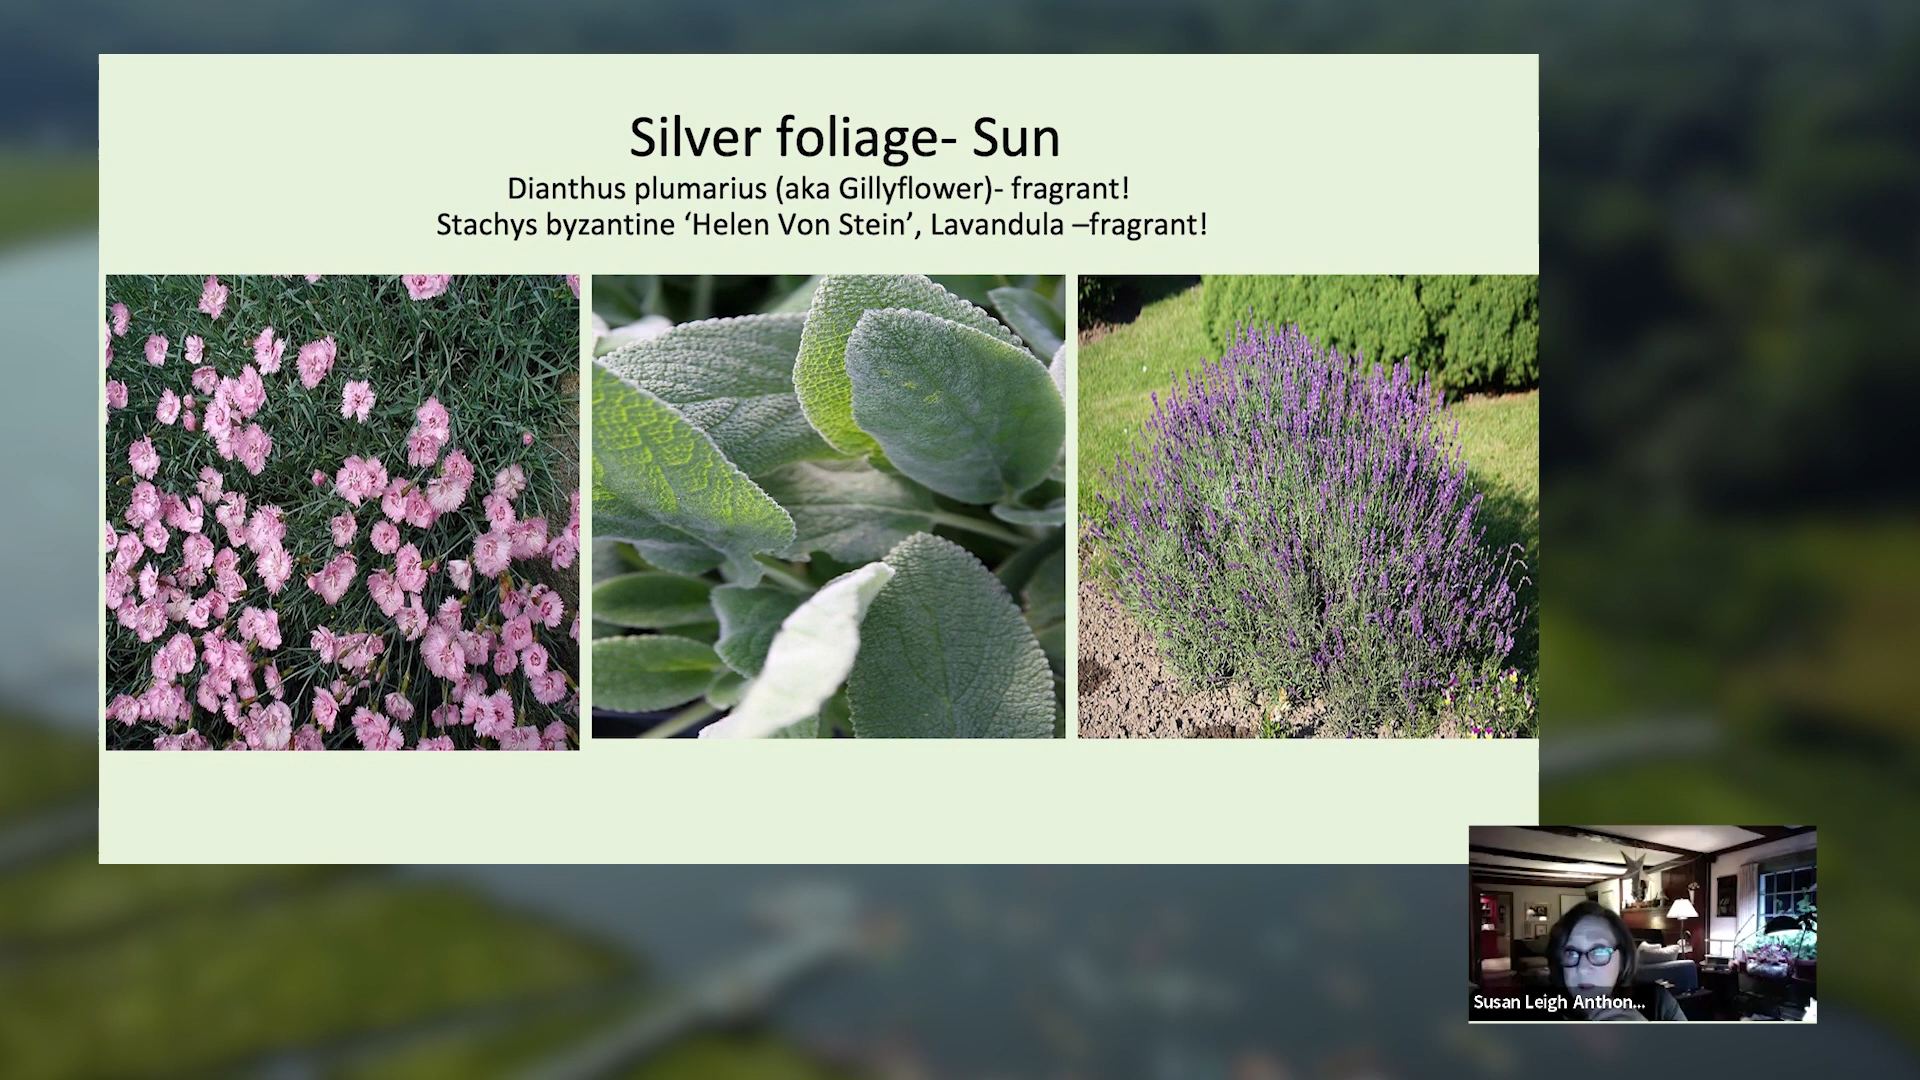 Silver foliage- Sun
Dianthus plumarius (aka Gillyflower)- fragrant!
Stachys byzantine ‘Helen Von Stein’, Lavandula –fragrant!
Susan Leigh Anthon...